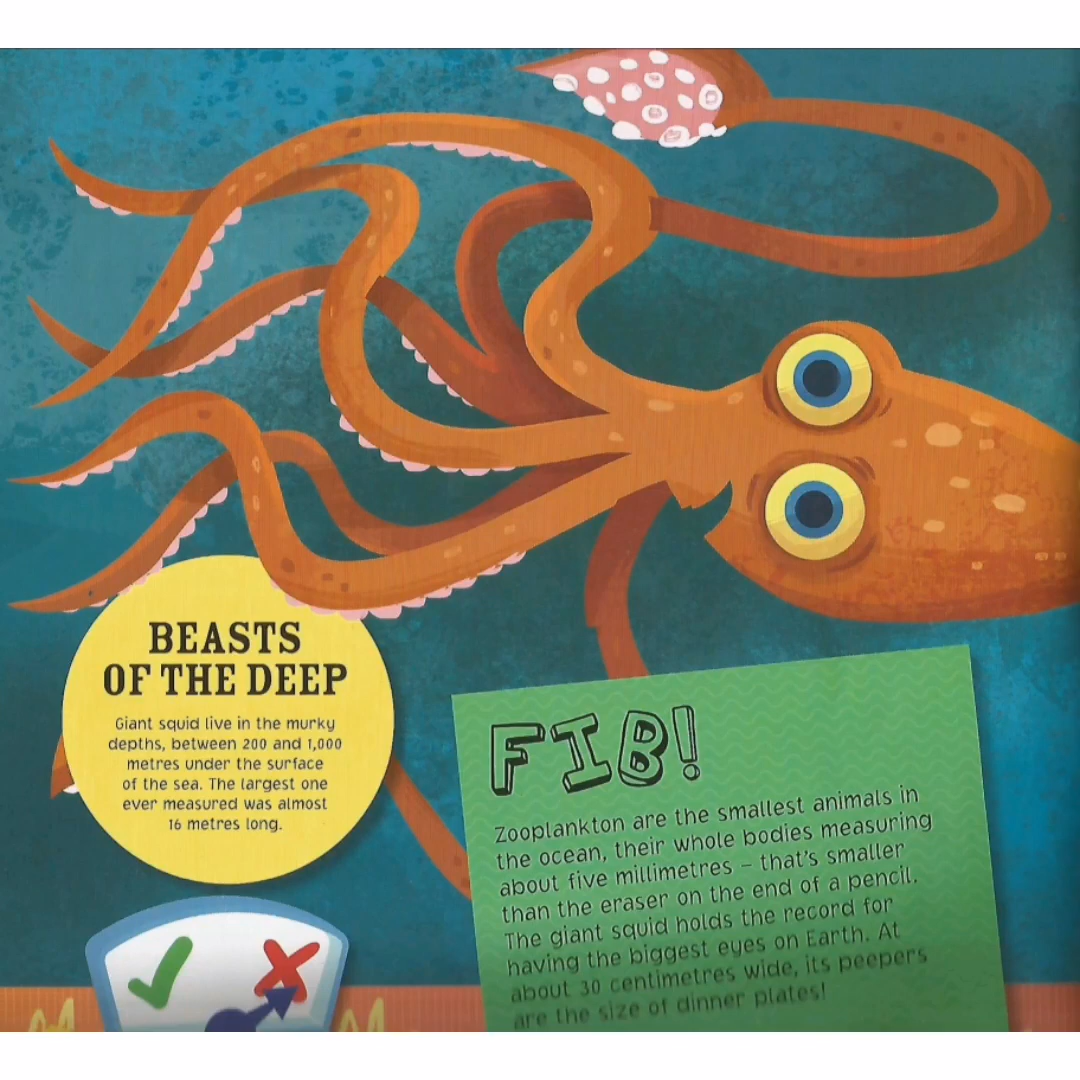 BEASTS
OF THE DEEP
Giant squid live in the murky
depths, between 200 and 1,000
metres under the surface
of the sea. The largest one
ever measured was almost
16 metres long.
FIB!
Zooplankton are the smallest animals in
the ocean, their whole bodies measuring
about five millimetres – that's smaller
than the eraser on the end of a pencil.
The giant squid holds the record for
having the biggest eyes on Earth. At
about 30 centimetres wide, its peepers
are the size of dinner plates!